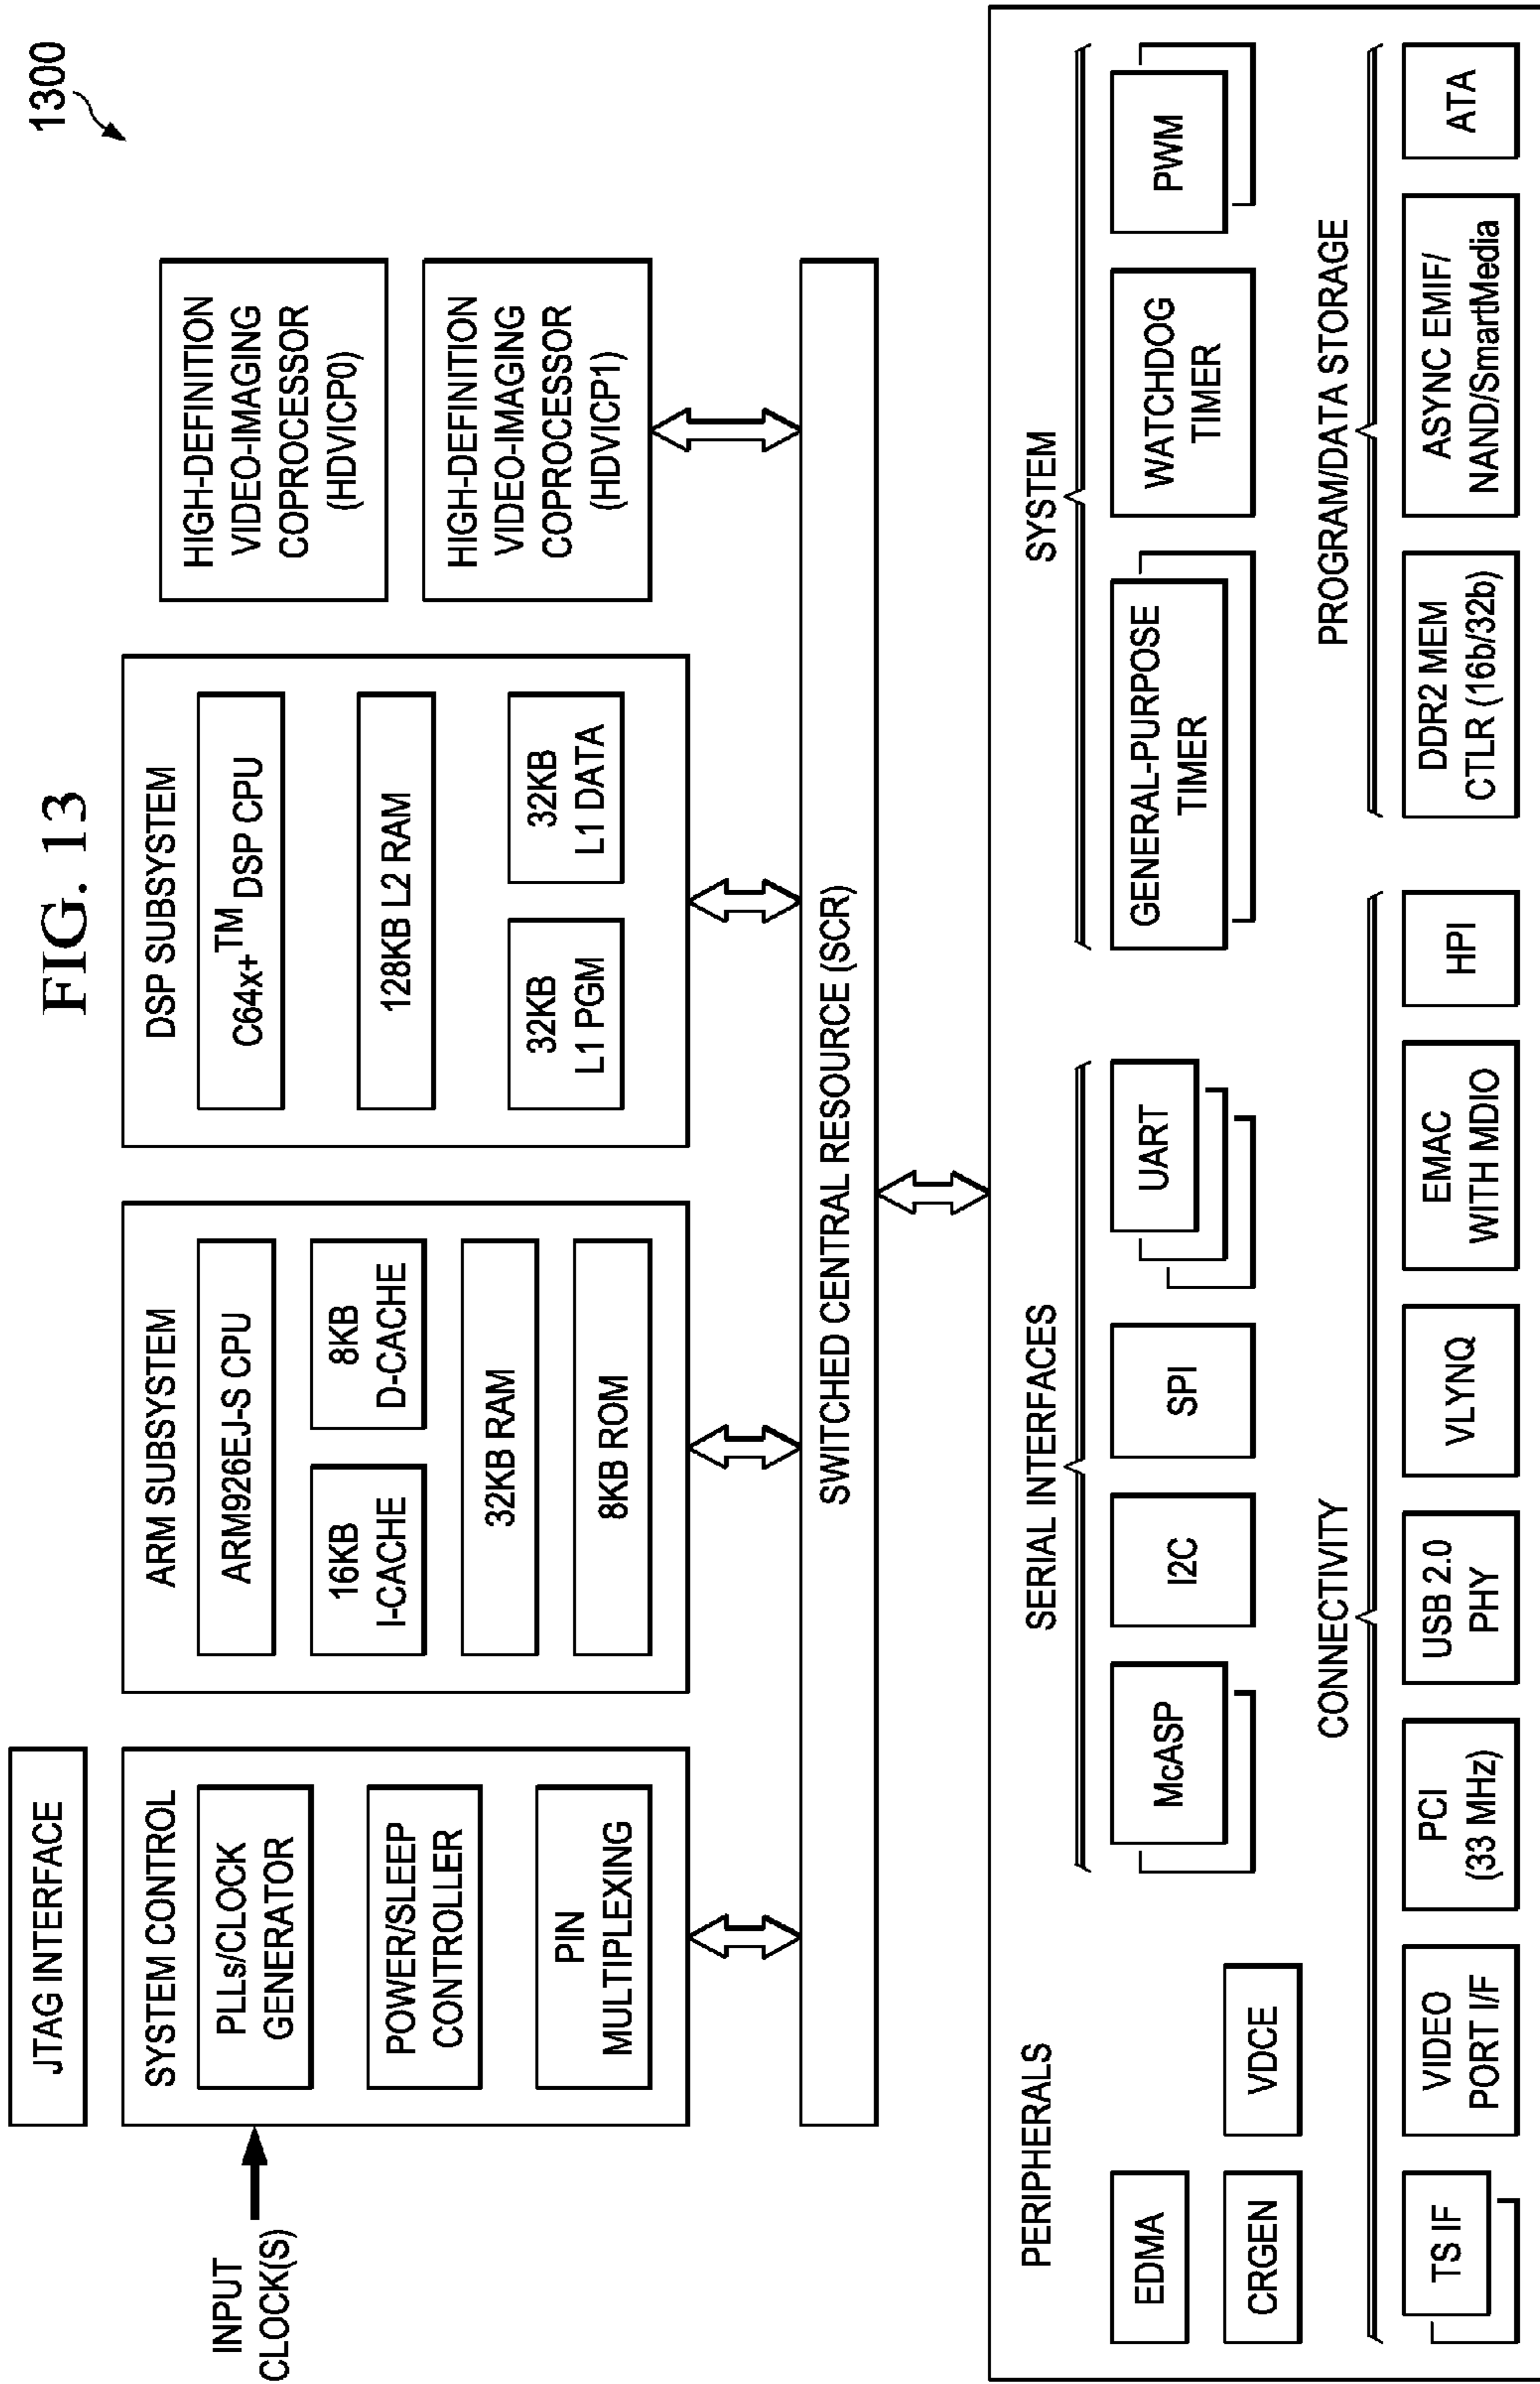 1300
FIG. 13
JTAG INTERFACE
INPUT
CLOCK(S)
SYSTEM CONTROL
PLLs/CLOCK
GENERATOR
POWER/SLEEP
CONTROLLER
PIN
MULTIPLEXING
ARM SUBSYSTEM
ARM926EJ-S CPU
16KB
I-CACHE
8KB
D-CACHE
32KB RAM
8KB ROM
DSP SUBSYSTEM
C64x+™ DSP CPU
128KB L2 RAM
32KB
L1 PGM
32KB
L1 DATA
HIGH-DEFINITION
VIDEO-IMAGING
COPROCESSOR
(HDVICP0)
HIGH-DEFINITION
VIDEO-IMAGING
COPROCESSOR
(HDVICP1)
SWITCHED CENTRAL RESOURCE (SCR)
PERIPHERALS
EDMA
CRGEN
VDCE
SERIAL INTERFACES
McASP
I2C
SPI
UART
SYSTEM
GENERAL-PURPOSE
TIMER
WATCHDOG
TIMER
PWM
CONNECTIVITY
TS IF
VIDEO
PORT I/F
PCI
(33 MHz)
USB 2.0
PHY
VLYNQ
EMAC
WITH MDIO
HPI
PROGRAM/DATA STORAGE
DDR2 MEM
CTLR (16b/32b)
ASYNC EMIF/
NAND/SmartMedia
ATA